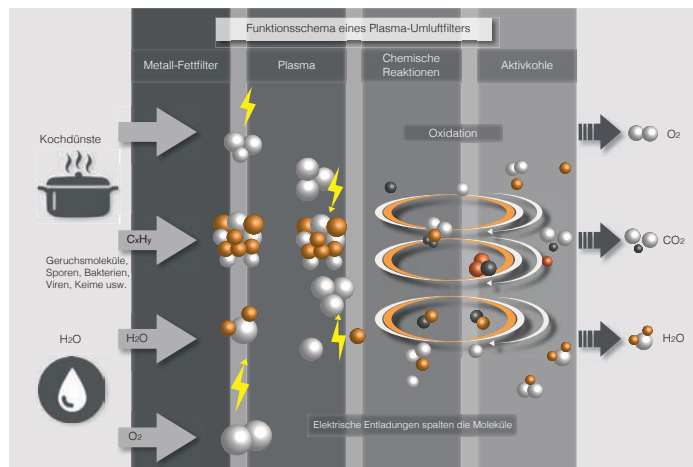 Funktionsschema eines Plasma-Umluftfilters
Metall-Fettfilter
Plasma
Chemische
Reaktionen
Aktivkohle
Kochdünste
Oxidation
O2
CxHy
CO2
Geruchsmoleküle,
Sporen, Bakterien,
Viren, Keime usw.
H2O
H2O
H2O
O2
Elektrische Entladungen spalten die Moleküle